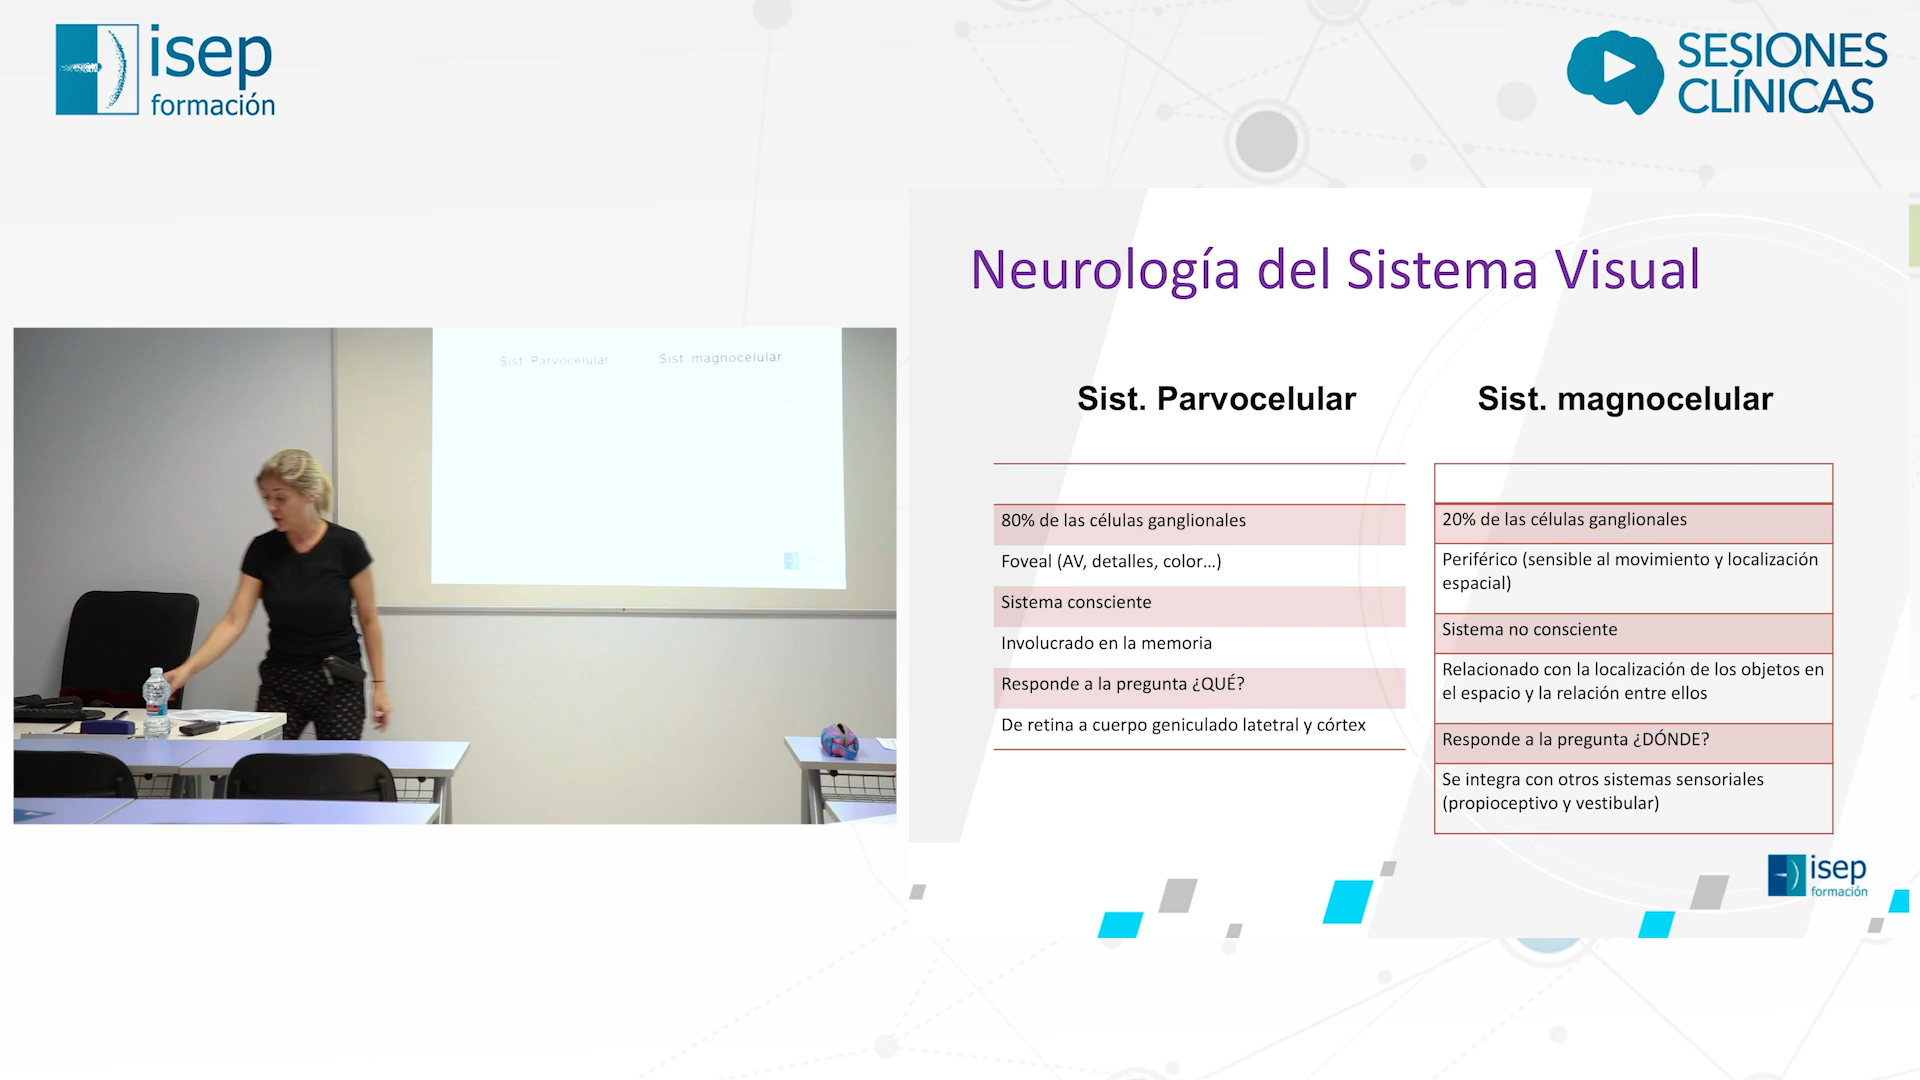 isep
formación
SESIONES
CLÍNICAS
Sist Parvocelular
Sist magnocelular
Neurología del Sistema Visual
Sist. Parvocelular
80% de las células ganglionales
Foveal (AV, detalles, color...)
Sistema consciente
Involucrado en la memoria
Responde a la pregunta ¿QUÉ?
De retina a cuerpo geniculado latetral y córtex
Sist. magnocelular
20% de las células ganglionales
Periférico (sensible al movimiento y localización
espacial)
Sistema no consciente
Relacionado con la localización de los objetos en
el espacio y la relación entre ellos
Responde a la pregunta ¿DÓNDE?
Se integra con otros sistemas sensoriales
(propioceptivo y vestibular)
isep
formación